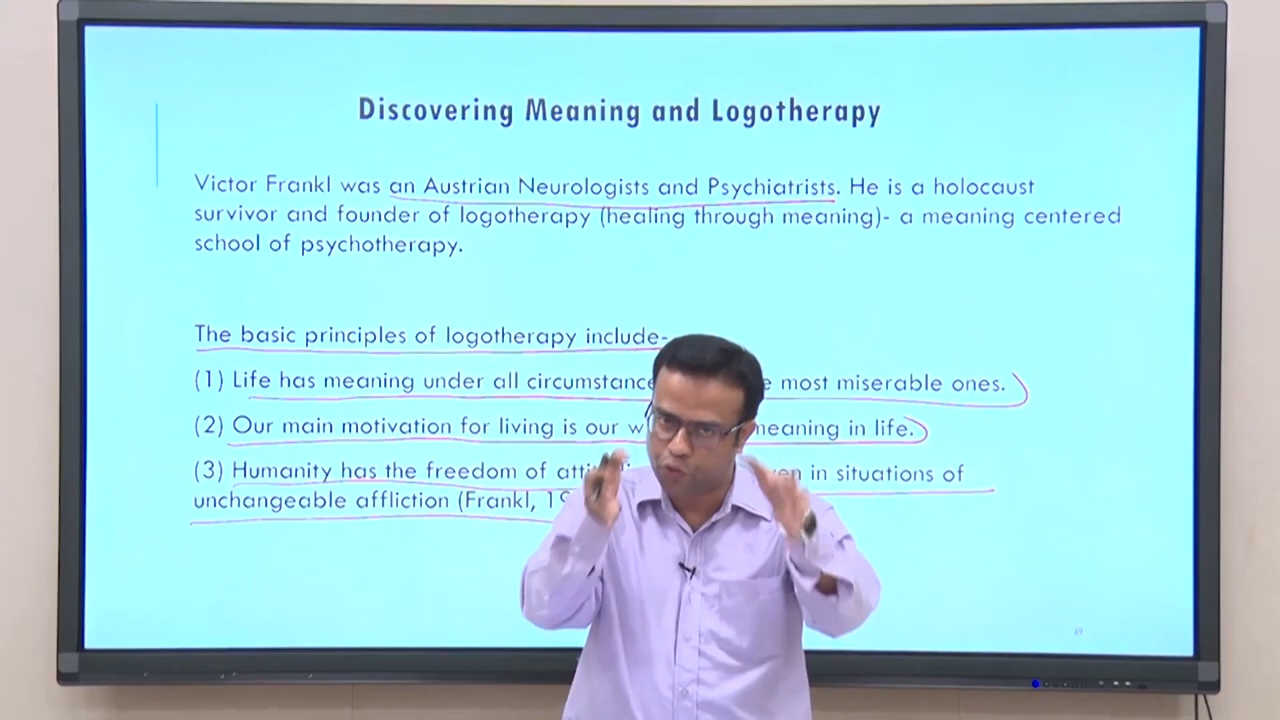 Discovering Meaning and Logotherapy
Victor Frankl was an Austrian Neurologists and Psychiatrists. He is a holocaust
survivor and founder of logotherapy (healing through meaning)- a meaning centered
school of psychotherapy.
The basic principles of logotherapy include-
(1) Life has meaning under all most miserable ones.
(2) Our main motivation for living is our meaning in life.
(3) Humanity has the freedom of in situations of
unchangeable affliction (Frankl,